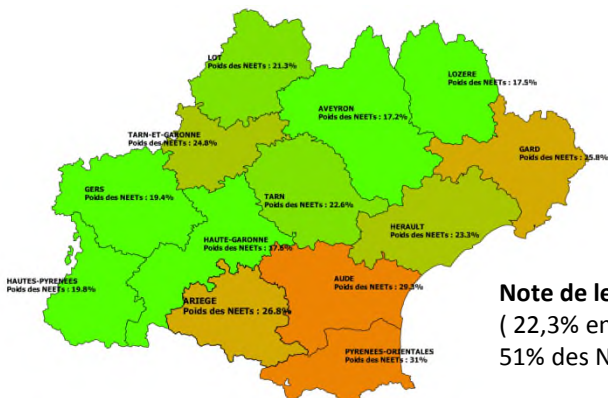 LOT
Poids des NEETs : 21.3%
LOZERE
Poids des NEETs : 17.5%
AVEYRON
Poids des NEETs : 17.2%
TARN-ET-GARONNE
Poids des NEETs : 24.8%
GARD
Poids des NEETs : 25.8%
GERS
Poids des NEETs : 19.4%
TARN
Poids des NEETs : 22.6%
HERAULT
Poids des NEETs : 23.3%
HAUTE-GARONNE
Poids des NEETs :
HAUTES-PYRENEES
Poids des NEETs : 19.8%
AUDE
Poids des NEETs : 29.3%
ARIEGE
Poids des NEETs : 26.8%
PYRENEES-ORIENTALES
Poids des NEETs : 31%
Note de le
( 22,3% en
51% des N